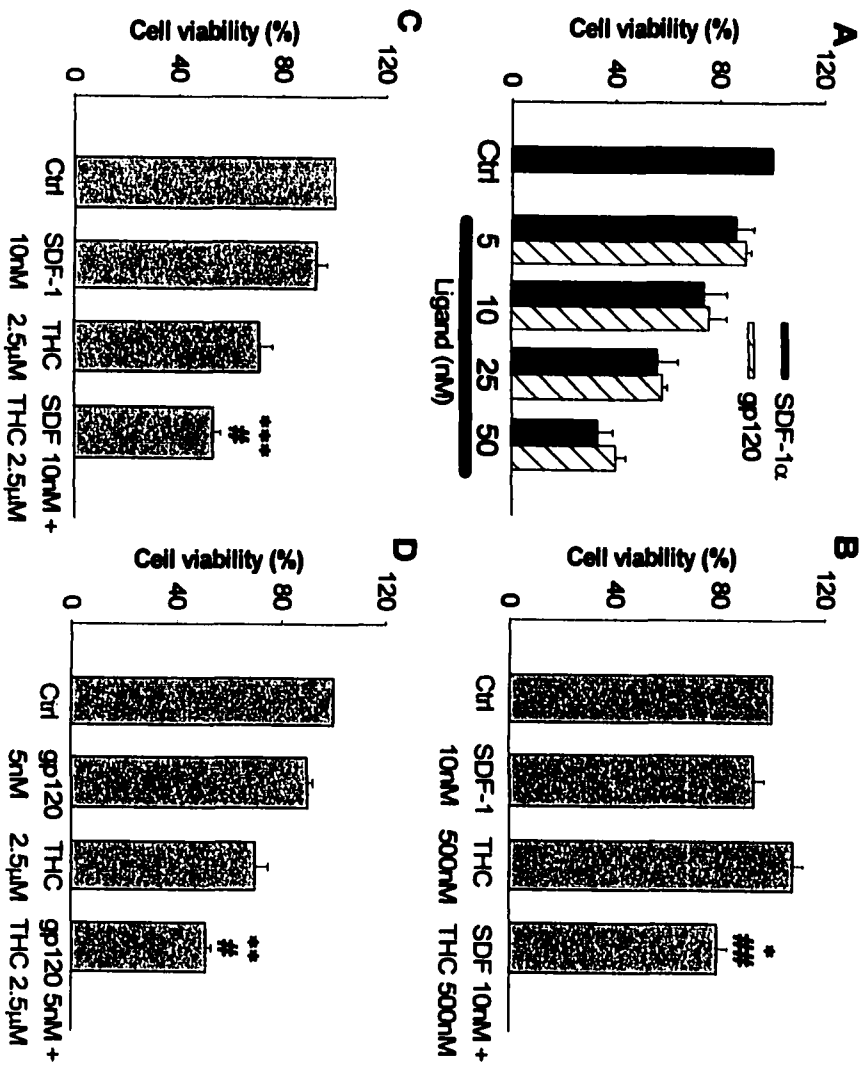 A
Cell viability (%)
120
80
40
0
SDF-1α
gp120
Ctrl
5
10
25
50
Ligand (nM)
B
Cell viability (%)
120
80
40
0
*
##
Ctrl
SDF-1
10nM
THC
500nM
SDF 10nM +
THC 500nM
C
Cell viability (%)
120
80
40
0
***
#
Ctrl
SDF-1
10nM
THC
2.5µM
SDF 10nM +
THC 2.5µM
D
Cell viability (%)
120
80
40
0
**
#
Ctrl
gp120
5nM
THC
2.5µM
gp120 5nM +
THC 2.5µM